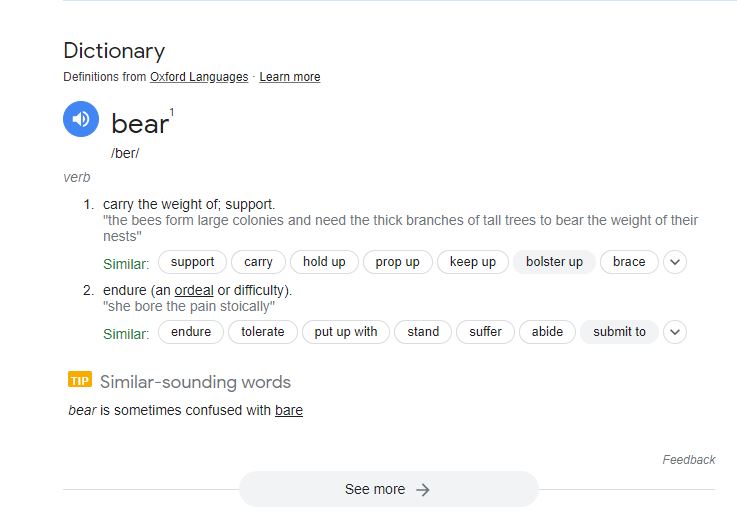 Dictionary
Definitions from Oxford Languages · Learn more
bear1
/ber/
verb
1. carry the weight of; support.
"the bees form large colonies and need the thick branches of tall trees to bear the weight of their
nests"
Similar: support carry hold up prop up keep up bolster up brace
2. endure (an ordeal or difficulty).
"she bore the pain stoically"
Similar: endure tolerate put up with stand suffer abide submit to
TIP Similar-sounding words
bear is sometimes confused with bare
Feedback
See more →